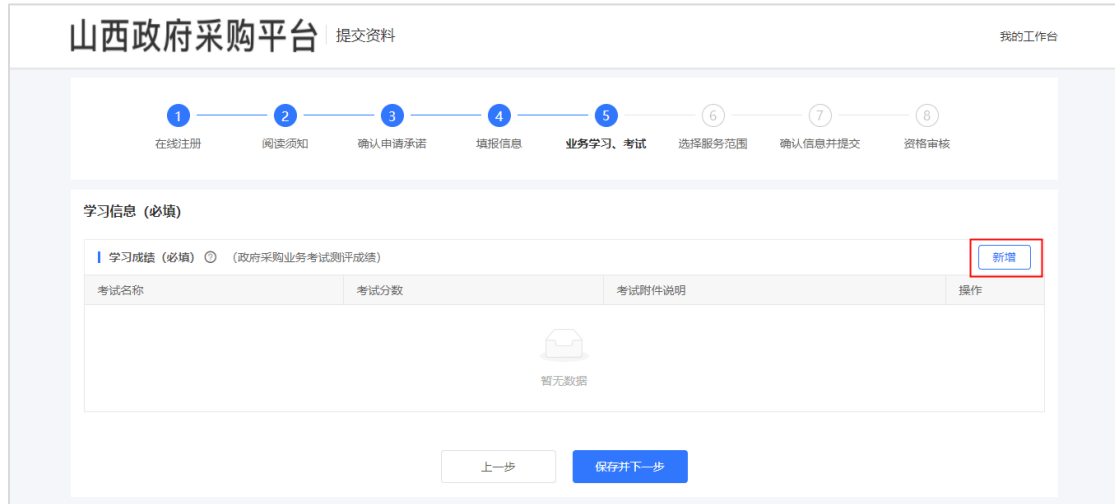 山西政府采购平台 提交资料 我的工作台
1 2 3 4 5 6 7 8
在线注册 阅读须知 确认申请承诺 填报信息 业务学习、考试 选择服务范围 确认信息并提交 资格审核
学习信息（必填）
学习成绩（必填） ? （政府采购业务考试测评成绩） 新增
考试名称 考试分数 考试附件说明 操作
暂无数据
上一步 保存并下一步